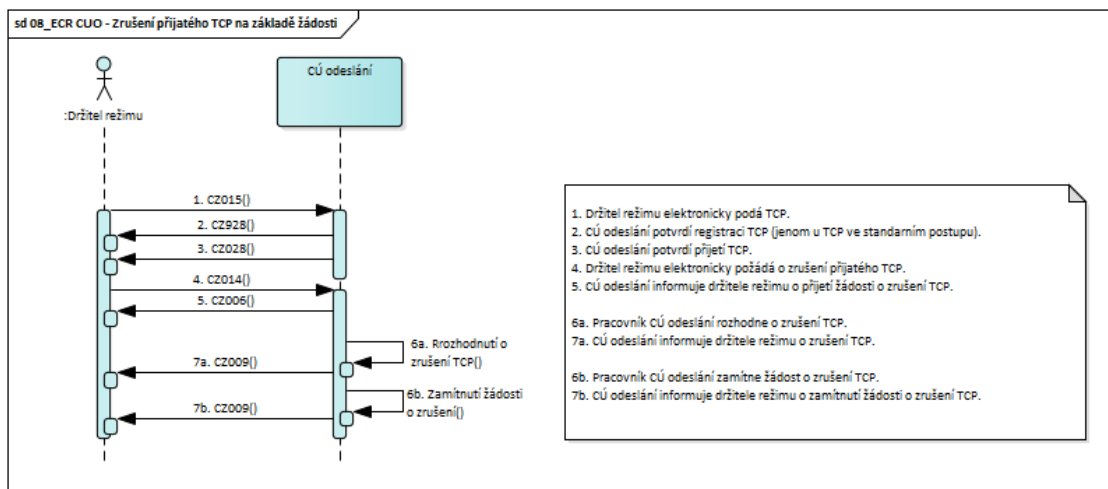 sd 08_ECR CUO - Zrušení přijatého TCP na základě žádosti
:Držitel režimu
CÚ odeslání
1. CZ015()
2. CZ928()
3. CZ028()
4. CZ014()
5. CZ006()
6a. Rrozhodnutí o
zrušení TCP()
7a. CZ009()
6b. Zamítnutí žádosti
o zrušení()
7b. CZ009()
1. Držitel režimu elektronicky podá TCP.
2. CÚ odeslání potvrdí registraci TCP (jenom u TCP ve standarním postupu).
3. CÚ odeslání potvrdí přijetí TCP.
4. Držitel režimu elektronicky požádá o zrušení přijatého TCP.
5. CÚ odeslání informuje držitele režimu o přijetí žádosti o zrušení TCP.
6a. Pracovník CÚ odeslání rozhodne o zrušení TCP.
7a. CÚ odeslání informuje držitele režimu o zrušení TCP.
6b. Pracovník CÚ odeslání zamítne žádost o zrušení TCP.
7b. CÚ odeslání informuje držitele režimu o zamítnutí žádosti o zrušení TCP.